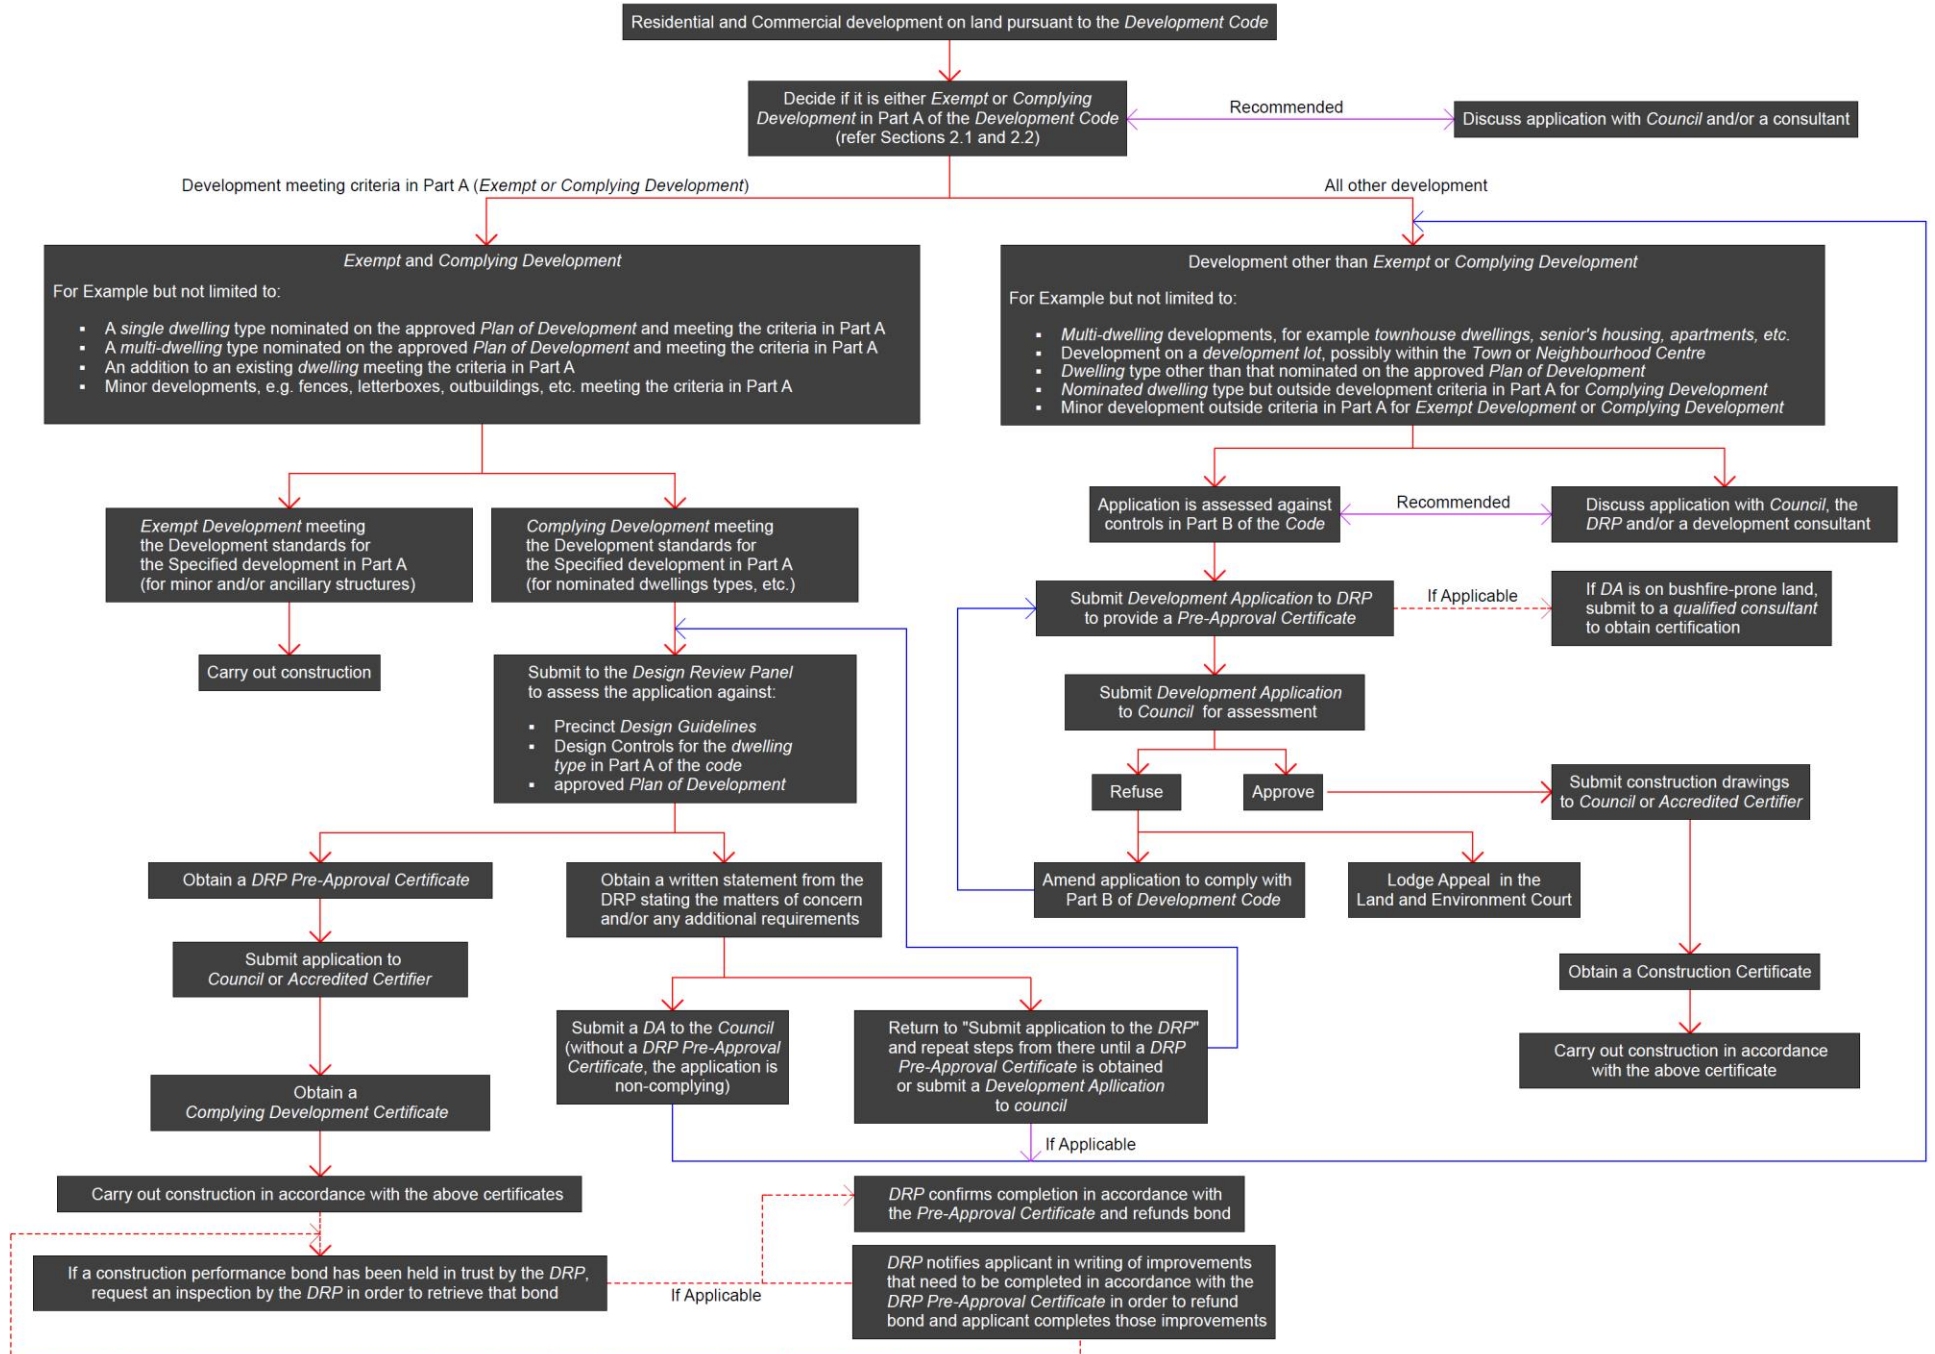 Residential and Commercial development on land pursuant to the Development Code
Decide if it is either Exempt or Complying
Development in Part A of the Development Code
(refer Sections 2.1 and 2.2)
Recommended
Discuss application with Council and/or a consultant
Development meeting criteria in Part A (Exempt or Complying Development)
All other development
Exempt and Complying Development
For Example but not limited to:
▪ A single dwelling type nominated on the approved Plan of Development and meeting the criteria in Part A
▪ A multi-dwelling type nominated on the approved Plan of Development and meeting the criteria in Part A
▪ An addition to an existing dwelling meeting the criteria in Part A
▪ Minor developments, e.g. fences, letterboxes, outbuildings, etc. meeting the criteria in Part A
Development other than Exempt or Complying Development
For Example but not limited to:
▪ Multi-dwelling developments, for example townhouse dwellings, senior's housing, apartments, etc.
▪ Development on a development lot, possibly within the Town or Neighbourhood Centre
▪ Dwelling type other than that nominated on the approved Plan of Development
▪ Nominated dwelling type but outside development criteria in Part A for Complying Development
▪ Minor development outside criteria in Part A for Exempt Development or Complying Development
Exempt Development meeting
the Development standards for
the Specified development in Part A
(for minor and/or ancillary structures)
Complying Development meeting
the Development standards for
the Specified development in Part A
(for nominated dwellings types, etc.)
Application is assessed against
controls in Part B of the Code
Recommended
Discuss application with Council, the
DRP and/or a development consultant
Carry out construction
Submit to the Design Review Panel
to assess the application against:
▪ Precinct Design Guidelines
▪ Design Controls for the dwelling
type in Part A of the code
▪ approved Plan of Development
Submit Development Application to DRP
to provide a Pre-Approval Certificate
If Applicable
If DA is on bushfire-prone land,
submit to a qualified consultant
to obtain certification
Submit Development Application
to Council for assessment
Refuse
Approve
Submit construction drawings
to Council or Accredited Certifier
Obtain a DRP Pre-Approval Certificate
Obtain a written statement from the
DRP stating the matters of concern
and/or any additional requirements
Amend application to comply with
Part B of Development Code
Lodge Appeal in the
Land and Environment Court
Submit application to
Council or Accredited Certifier
Obtain a Construction Certificate
Submit a DA to the Council
(without a DRP Pre-Approval
Certificate, the application is
non-complying)
Return to "Submit application to the DRP"
and repeat steps from there until a DRP
Pre-Approval Certificate is obtained
or submit a Development Apllication
to council
Carry out construction in accordance
with the above certificate
Obtain a
Complying Development Certificate
If Applicable
Carry out construction in accordance with the above certificates
DRP confirms completion in accordance with
the Pre-Approval Certificate and refunds bond
If a construction performance bond has been held in trust by the DRP,
request an inspection by the DRP in order to retrieve that bond
If Applicable
DRP notifies applicant in writing of improvements
that need to be completed in accordance with the
DRP Pre-Approval Certificate in order to refund
bond and applicant completes those improvements